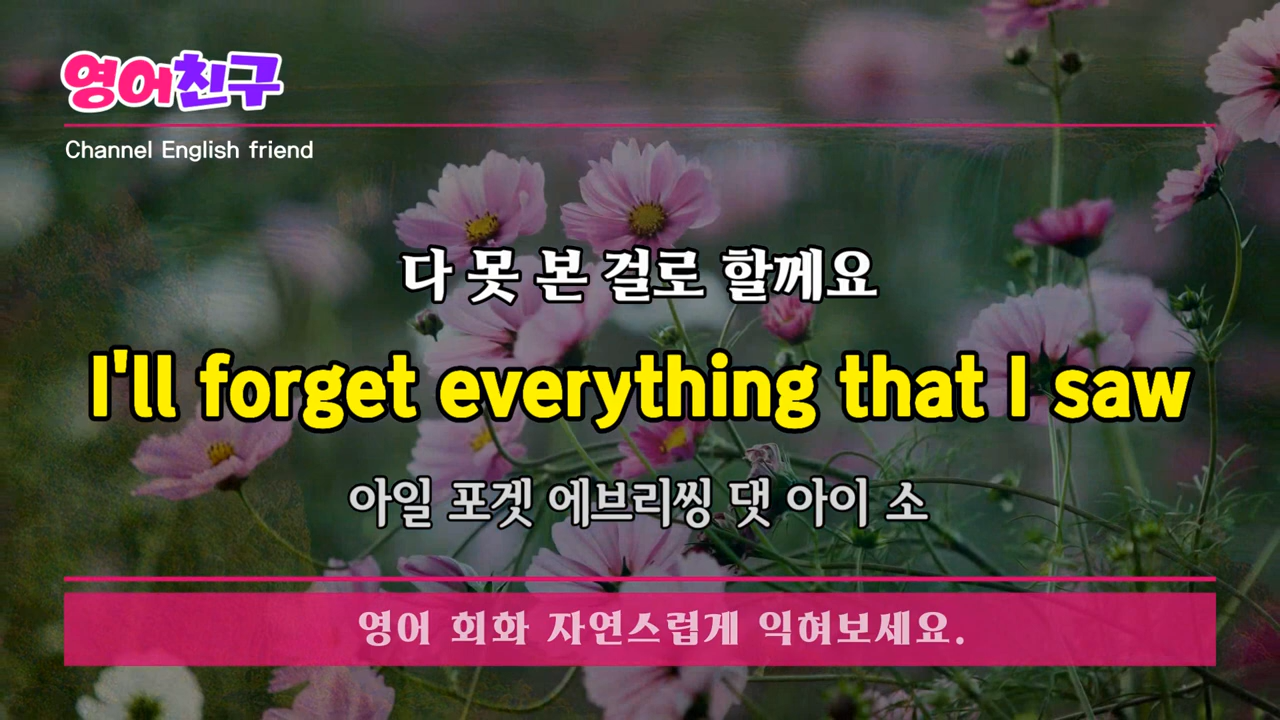 영어친구
Channel English friend
다 못 본 걸로 할께요
I'll forget everything that I saw
아일 포겟 에브리씽 댓 아이 소
영어 회화 자연스럽게 익혀보세요.